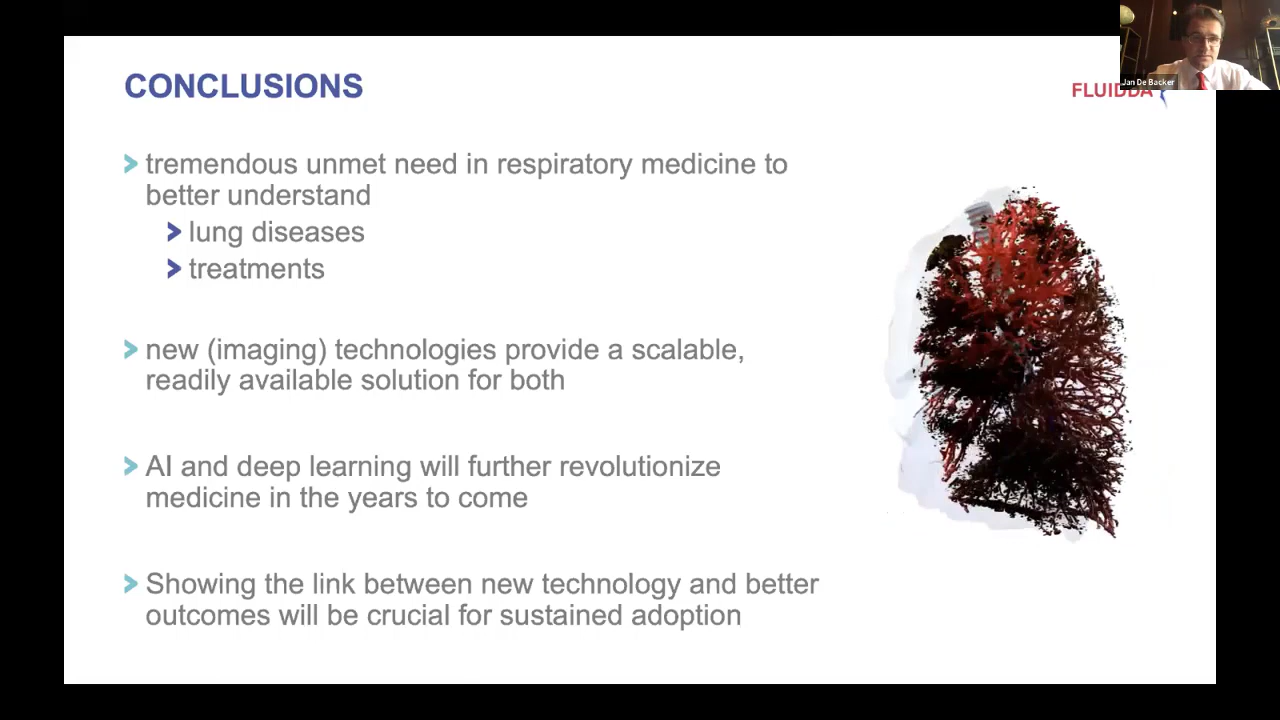 CONCLUSIONS
FLUIDDA
Jan De Backer
> tremendous unmet need in respiratory medicine to
better understand
> lung diseases
> treatments
> new (imaging) technologies provide a scalable,
readily available solution for both
> AI and deep learning will further revolutionize
medicine in the years to come
> Showing the link between new technology and better
outcomes will be crucial for sustained adoption